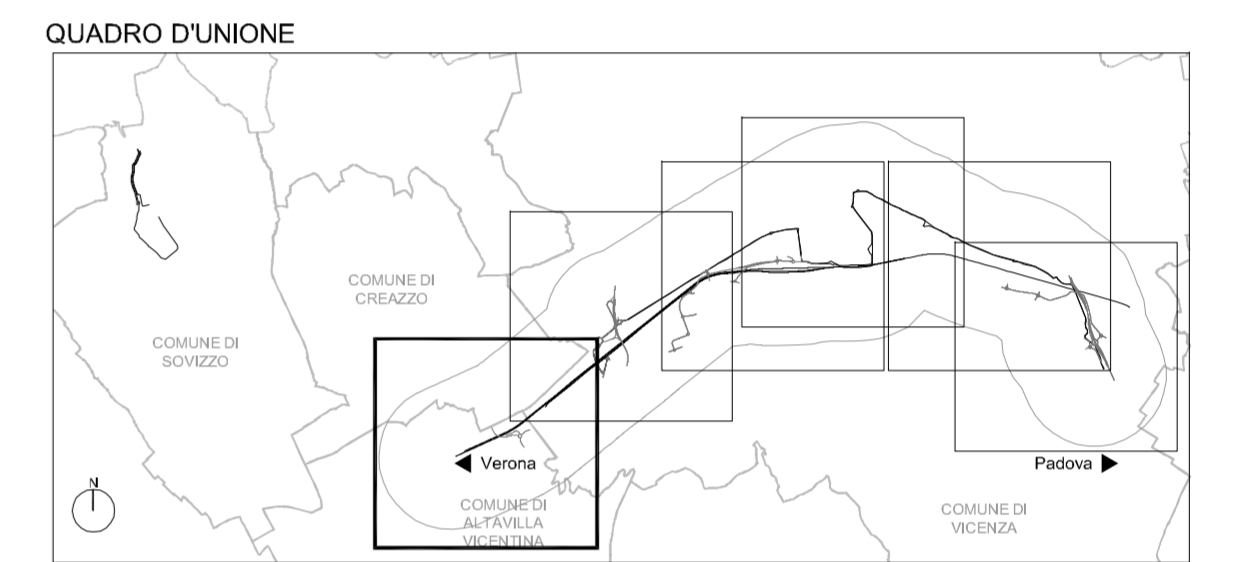 QUADRO D'UNIONE
COMUNE DI
CREAZZO
COMUNE DI
SOVIZZO
Verona
Padova
N
COMUNE DI
ALTAVILLA
VICENTINA
COMUNE DI
VICENZA